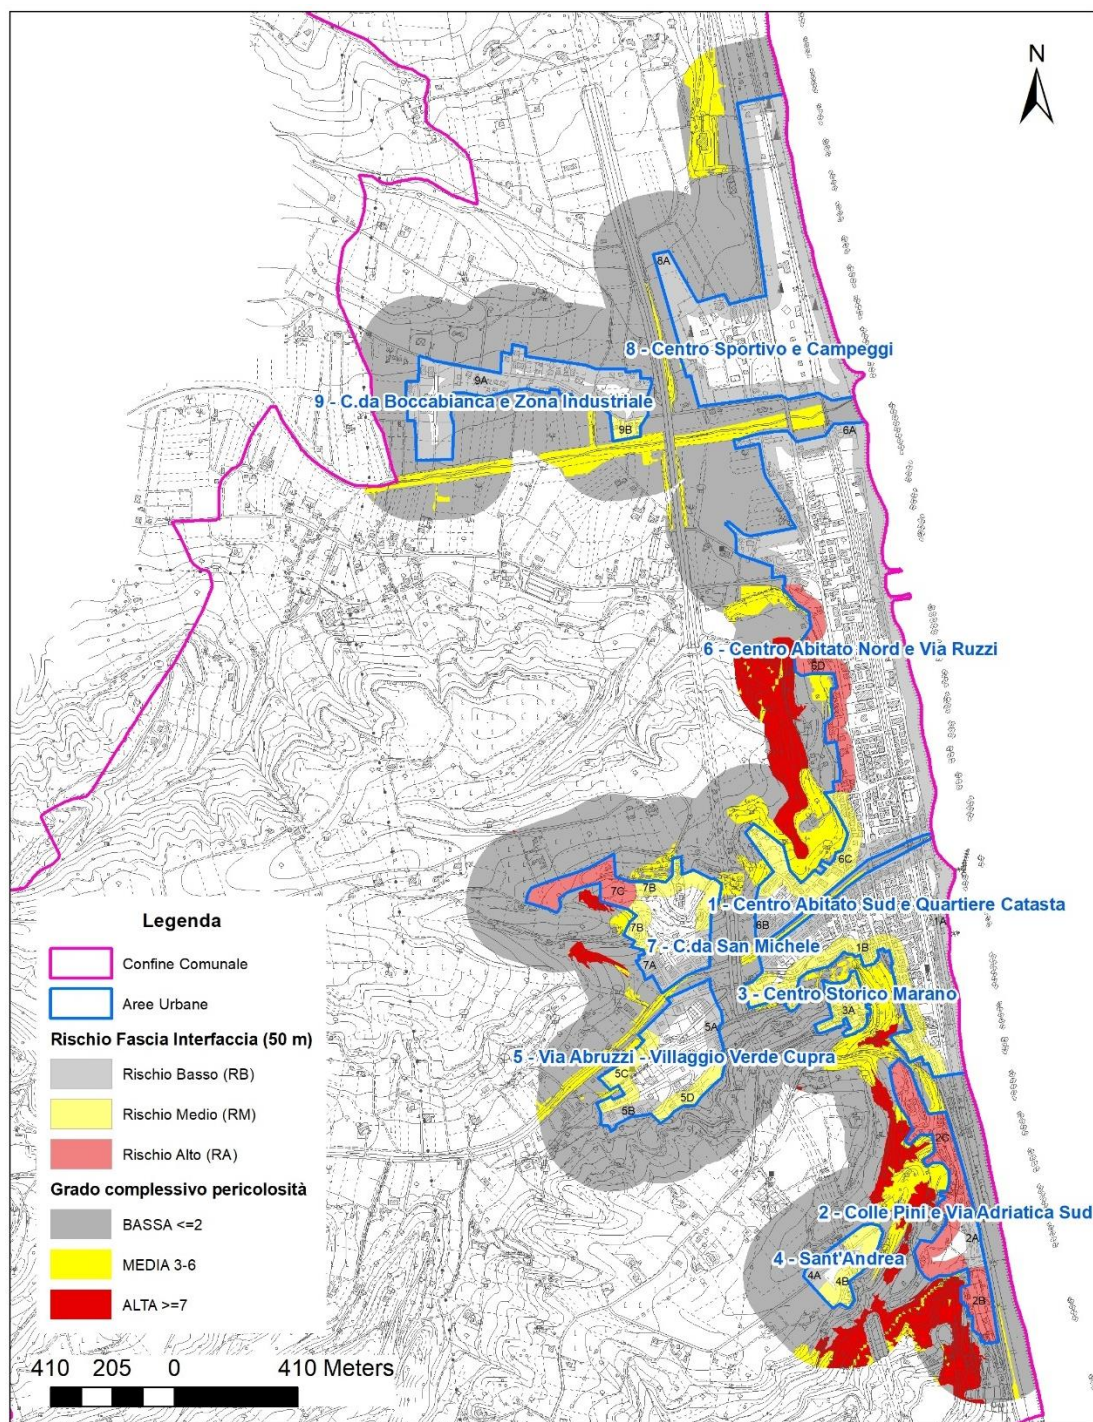 N
8A
8 - Centro Sportivo e Campeggi
9A
9 - C.da Boccabianca e Zona Industriale
9B
6A
6 - Centro Abitato Nord e Via Ruzzi
6D
6C
7C
7B
1 - Centro Abitato Sud e Quartiere Catasta
1A
6B
7B
7 - C.da San Michele
1B
7A
3 - Centro Storico Marano
3A
5A
5 - Via Abruzzi - Villaggio Verde Cupra
5C
5D
5B
2C
2 - Colle Pini e Via Adriatica Sud
2A
4 - Sant'Andrea
4A
4B
2B
Legenda
Confine Comunale
Aree Urbane
Rischio Fascia Interfaccia (50 m)
Rischio Basso (RB)
Rischio Medio (RM)
Rischio Alto (RA)
Grado complessivo pericolosità
BASSA <=2
MEDIA 3-6
ALTA >=7
410 205 0 410 Meters